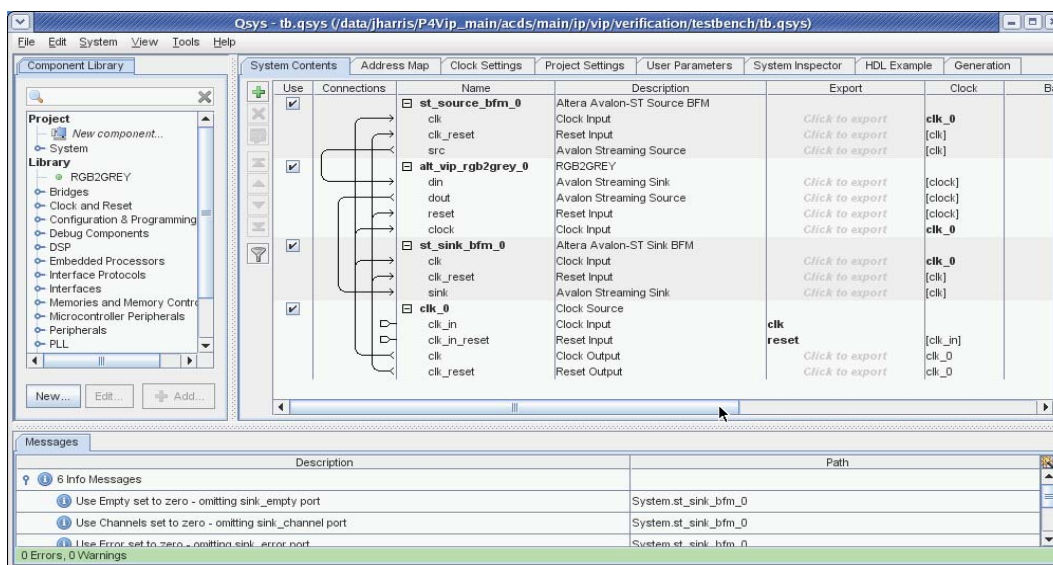 Qsys - tb.qsys (/data/jharris/P4Vip_main/acds/main/ip/vip/verification/testbench/tb.qsys)
File Edit System View Tools Help
Component Library
Project
New component...
System
Library
RGB2GREY
Bridges
Clock and Reset
Configuration & Programming
Debug Components
DSP
Embedded Processors
Interface Protocols
Interfaces
Memories and Memory Contro
Microcontroller Peripherals
Peripherals
PLL
New... Edit... Add...
System Contents Address Map Clock Settings Project Settings User Parameters System Inspector HDL Example Generation
Use Connections Name Description Export Clock Ba
st_source_bfm_0 Altera Avalon-ST Source BFM
clk Clock Input Click to export clk_0
clk_reset Reset Input Click to export [clk]
src Avalon Streaming Source Click to export [clk]
alt_vip_rgb2grey_0 RGB2GREY
din Avalon Streaming Sink Click to export [clock]
dout Avalon Streaming Source Click to export [clock]
reset Reset Input Click to export [clock]
clock Clock Input Click to export clk_0
st_sink_bfm_0 Altera Avalon-ST Sink BFM
clk Clock Input Click to export clk_0
clk_reset Reset Input Click to export [clk]
sink Avalon Streaming Sink Click to export [clk]
clk_0 Clock Source
clk_in Clock Input clk
clk_in_reset Reset Input reset [clk_in]
clk Clock Output Click to export clk_0
clk_reset Reset Output Click to export clk_0
Messages
Description Path
6 Info Messages
Use Empty set to zero - omitting sink_empty port System.st_sink_bfm_0
Use Channels set to zero - omitting sink_channel port System.st_sink_bfm_0
Use Error set to zero - omitting sink_error port System.st_sink_bfm_0
0 Errors, 0 Warnings